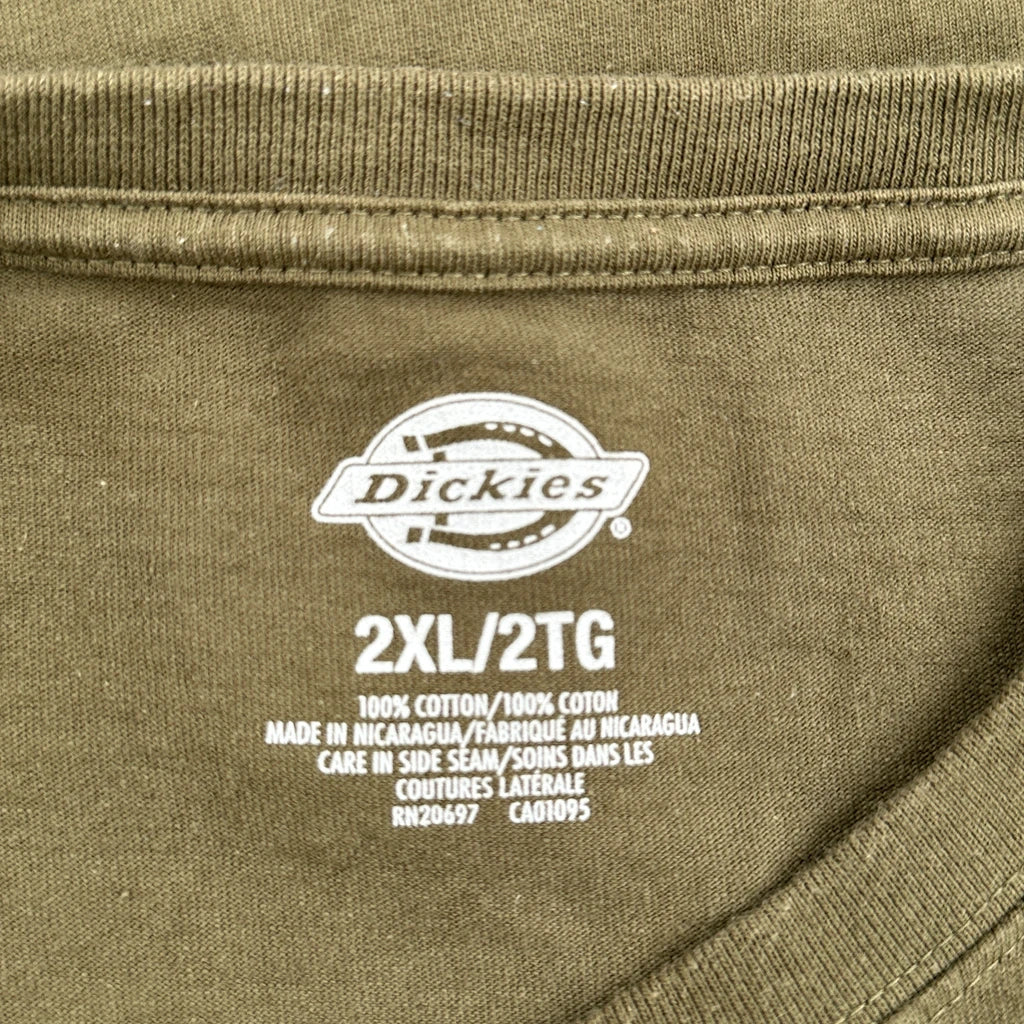 Dickies
®
2XL/2TG
100% COTTON/100% COTON
MADE IN NICARAGUA/FABRIQUÉ AU NICARAGUA
CARE IN SIDE SEAM/SOINS DANS LES
COUTURES LATÉRALE
RN20697 CA01095